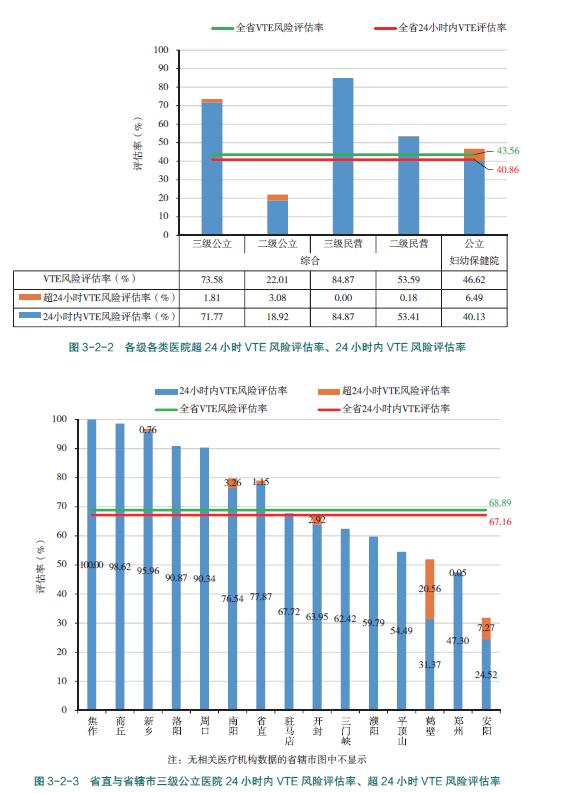 全省VTE风险评估率 全省24小时内VTE评估率
100
90
80
70
60
50
40
30
20
10
0
评估率（%）
43.56
40.86
三级公立 二级公立 三级民营 二级民营 公立
综合 妇幼保健院
VTE风险评估率（%） 73.58 22.01 84.87 53.59 46.62
超24小时VTE风险评估率（%） 1.81 3.08 0.00 0.18 6.49
24小时内VTE风险评估率（%） 71.77 18.92 84.87 53.41 40.13
图 3-2-2 各级各类医院超 24 小时 VTE 风险评估率、24 小时内 VTE 风险评估率
24小时内VTE风险评估率 超24小时VTE风险评估率
全省VTE风险评估率 全省24小时内VTE评估率
100
90
80
70
60
50
40
30
20
10
0
评估率（%）
0.76 3.26 1.15 2.92 20.56 0.05 7.27
68.89
67.16
100.00 98.62 95.96 90.87 90.34 76.54 77.87 67.72 63.95 62.42 59.79 54.49 31.37 47.30 24.52
焦作 商丘 新乡 洛阳 周口 南阳 省直 驻马店 开封 三门峡 濮阳 平顶山 鹤壁 郑州 安阳
注：无相关医疗机构数据的省辖市图中不显示
图 3-2-3 省直与省辖市三级公立医院 24 小时内 VTE 风险评估率、超 24 小时 VTE 风险评估率